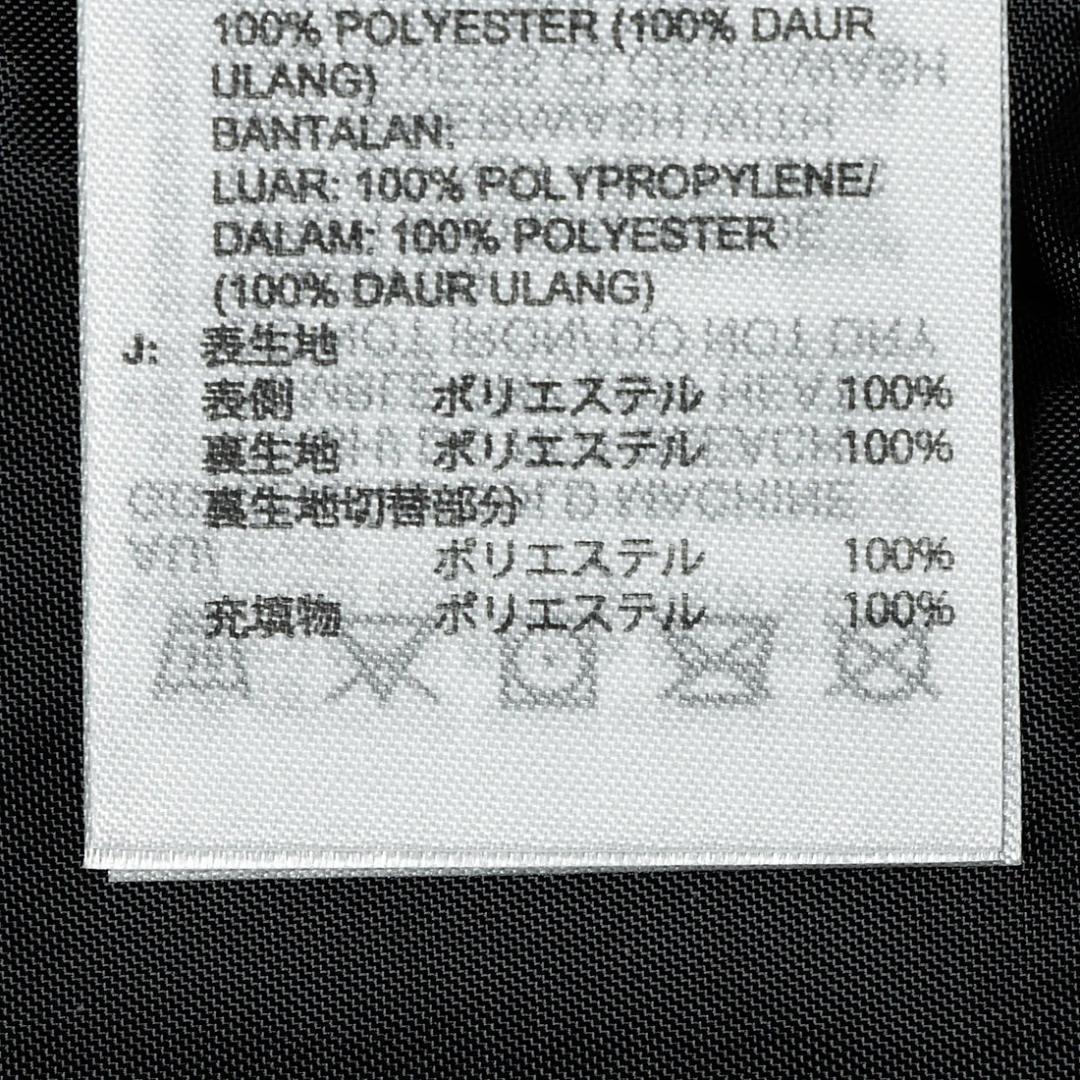 100% POLYESTER (100% DAUR
ULANG)
BANTALAN:
LUAR: 100% POLYPROPYLENE/
DALAM: 100% POLYESTER
(100% DAUR ULANG)
J: 表生地
表側 ポリエステル 100%
裏生地 ポリエステル 100%
裏生地切替部分
ポリエステル 100%
充填物 ポリエステル 100%